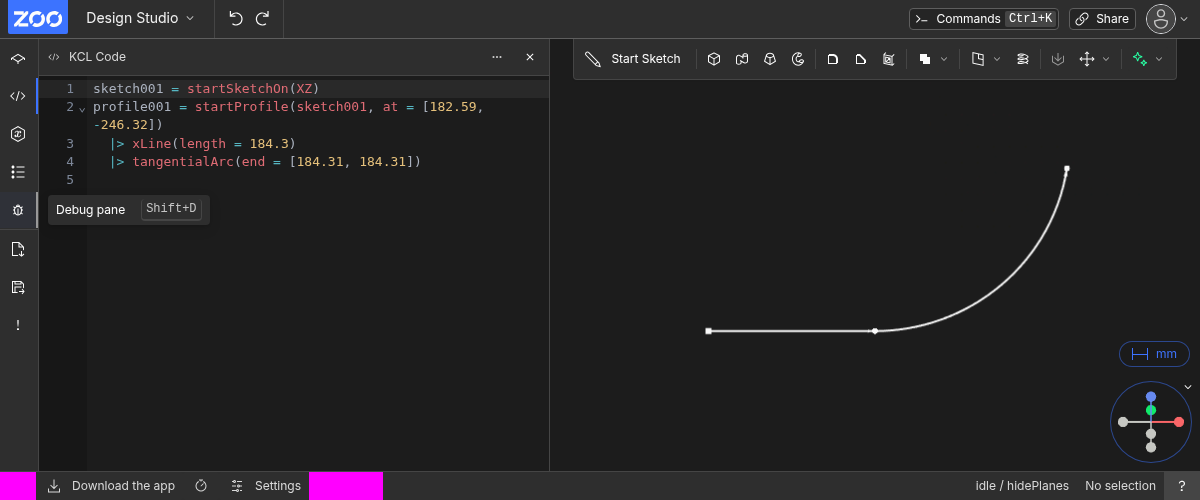 ZOO Design Studio Commands Ctrl+K Share
KCL Code
Start Sketch
1 sketch001 = startSketchOn(XZ)
2 profile001 = startProfile(sketch001, at = [182.59,
-246.32])
3 |> xLine(length = 184.3)
4 |> tangentialArc(end = [184.31, 184.31])
5
Debug pane Shift+D
mm
Download the app Settings idle / hidePlanes No selection ?